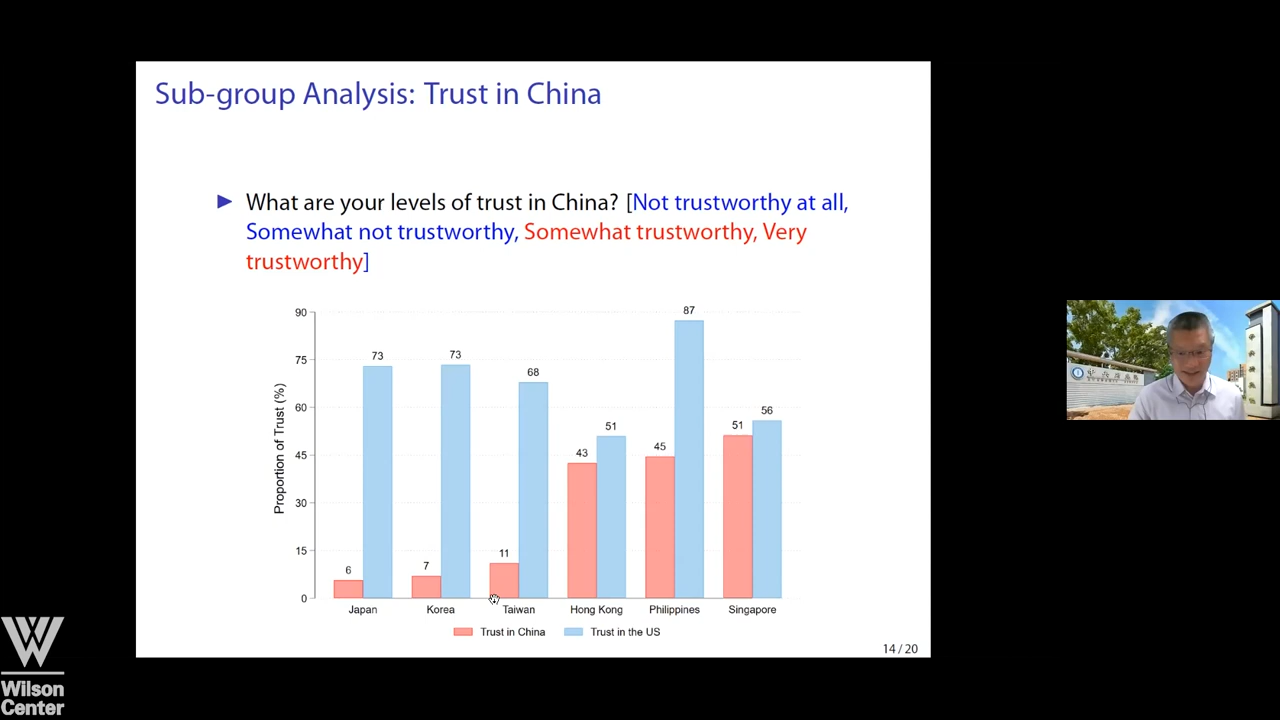 Sub-group Analysis: Trust in China
▶ What are your levels of trust in China? [Not trustworthy at all,
Somewhat not trustworthy, Somewhat trustworthy, Very
trustworthy]
Proportion of Trust (%)
90
75
60
45
30
15
0
6
73
7
73
11
68
43
51
45
87
51
56
Japan
Korea
Taiwan
Hong Kong
Philippines
Singapore
Trust in China
Trust in the US
14 / 20
Wilson
Center